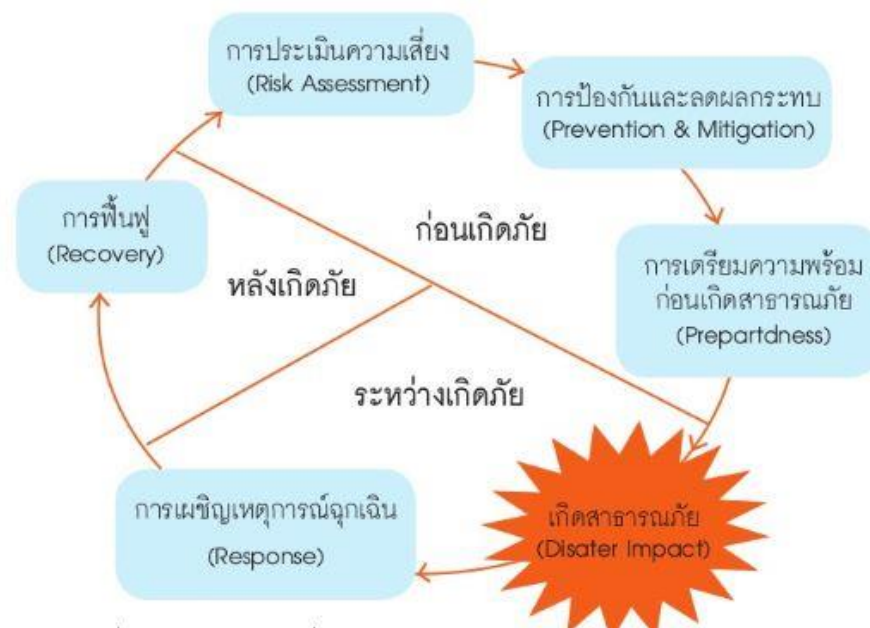 การประเมินความเสี่ยง
(Risk Assessment)
การป้องกันและลดผลกระทบ
(Prevention & Mitigation)
การฟื้นฟู
(Recovery)
ก่อนเกิดภัย
หลังเกิดภัย
การเตรียมความพร้อม
ก่อนเกิดสาธารณภัย
(Prepartdness)
ระหว่างเกิดภัย
การเผชิญเหตุการณ์ฉุกเฉิน
(Response)
เกิดสาธารณภัย
(Disater Impact)